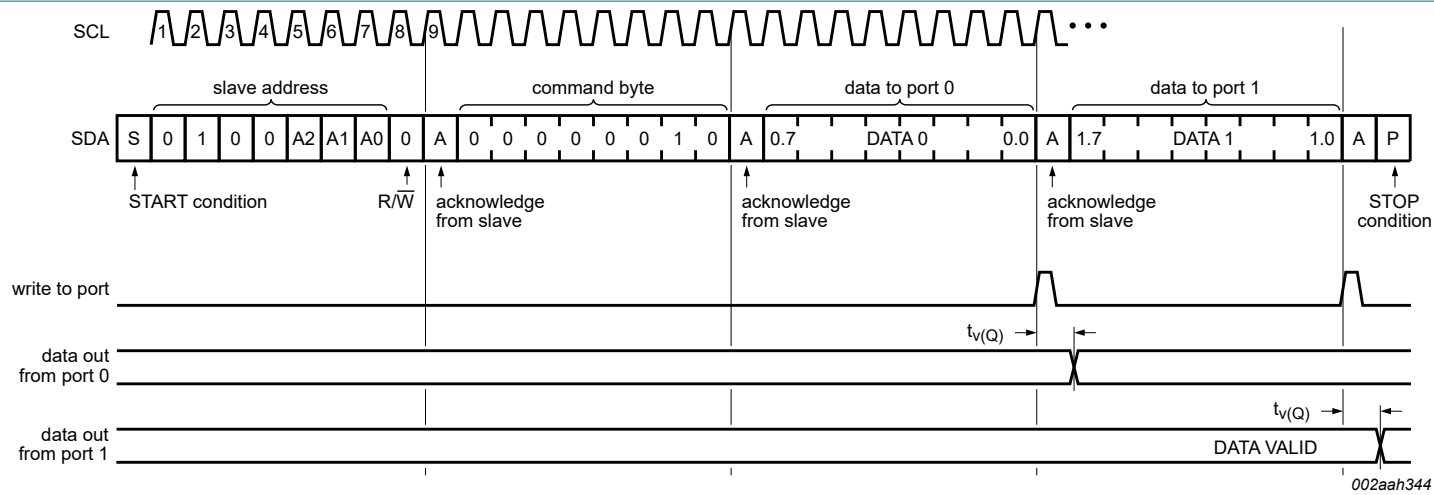 SCL 1 2 3 4 5 6 7 8 9 • • •
slave address command byte data to port 0 data to port 1
SDA S 0 1 0 0 A2 A1 A0 0 A 0 0 0 0 0 0 1 0 A 0.7 DATA 0 0.0 A 1.7 DATA 1 1.0 A P
START condition R/W̅ acknowledge acknowledge acknowledge STOP
from slave from slave from slave condition
write to port
tv(Q)
data out
from port 0
tv(Q)
data out
from port 1 DATA VALID
002aah344